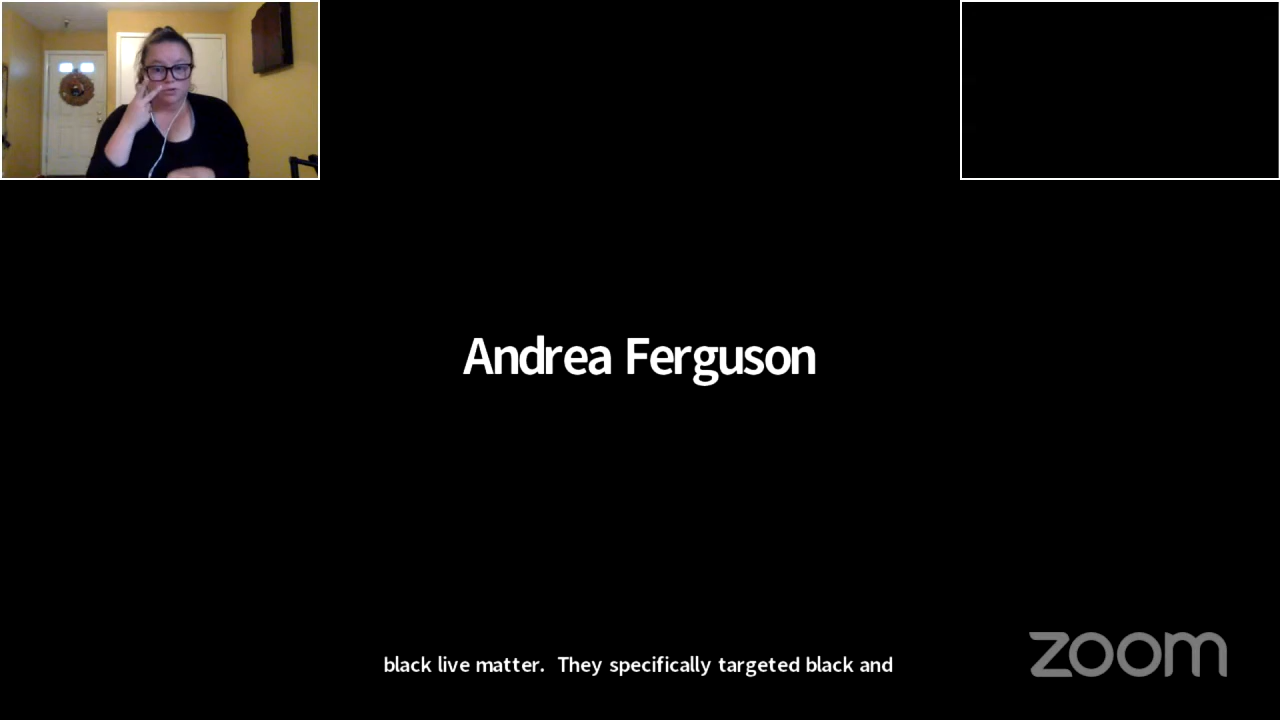 Andrea Ferguson
black live matter.  They specifically targeted black and
zoom